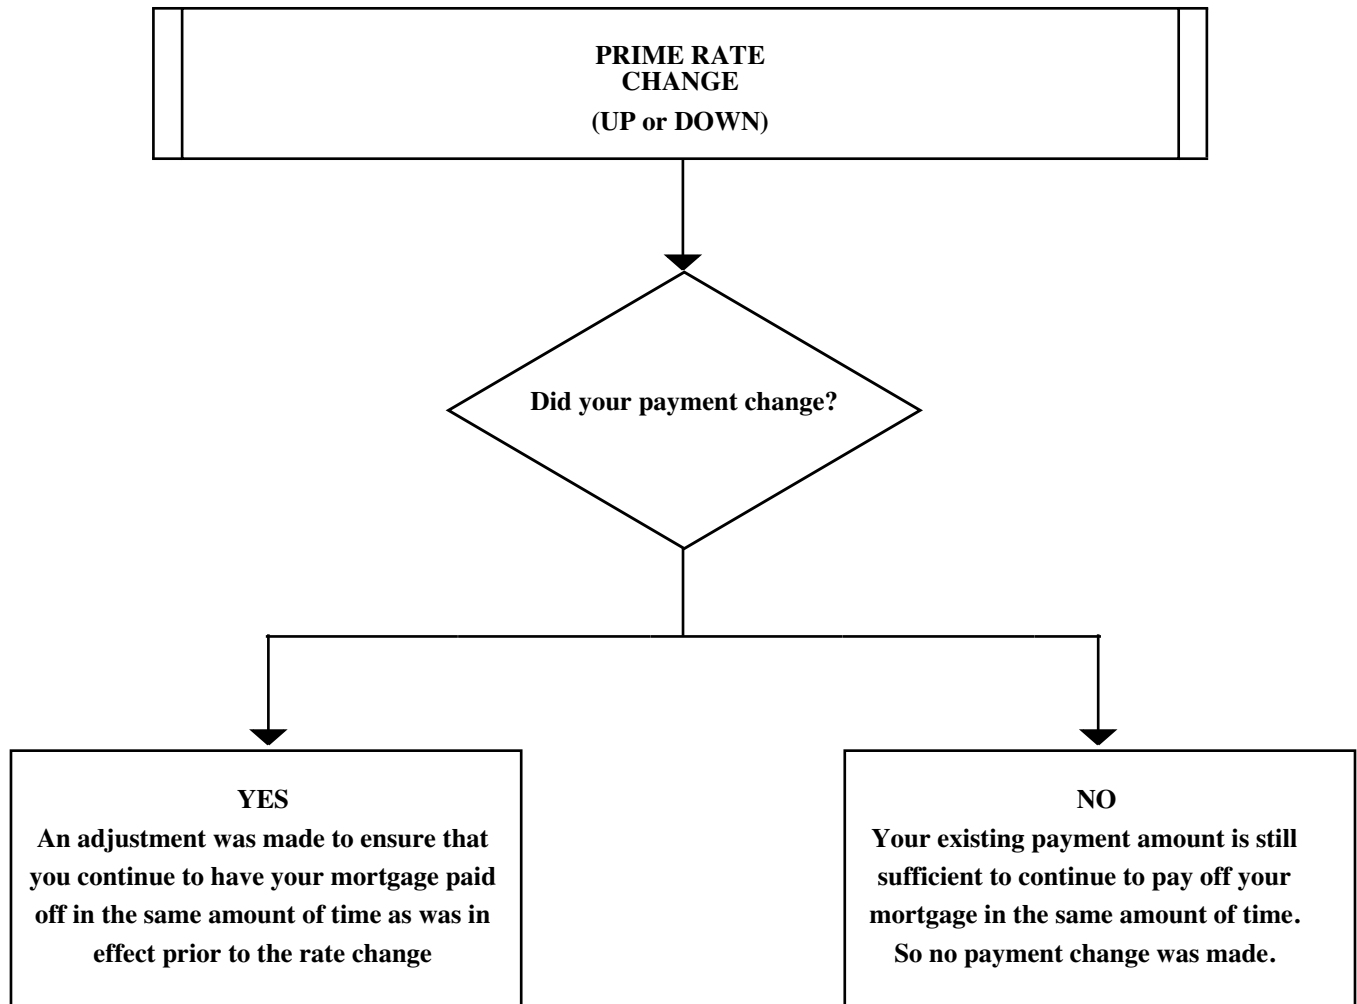 PRIME RATE
CHANGE
(UP or DOWN)
Did your payment change?
YES
An adjustment was made to ensure that
you continue to have your mortgage paid
off in the same amount of time as was in
effect prior to the rate change
NO
Your existing payment amount is still
sufficient to continue to pay off your
mortgage in the same amount of time.
So no payment change was made.